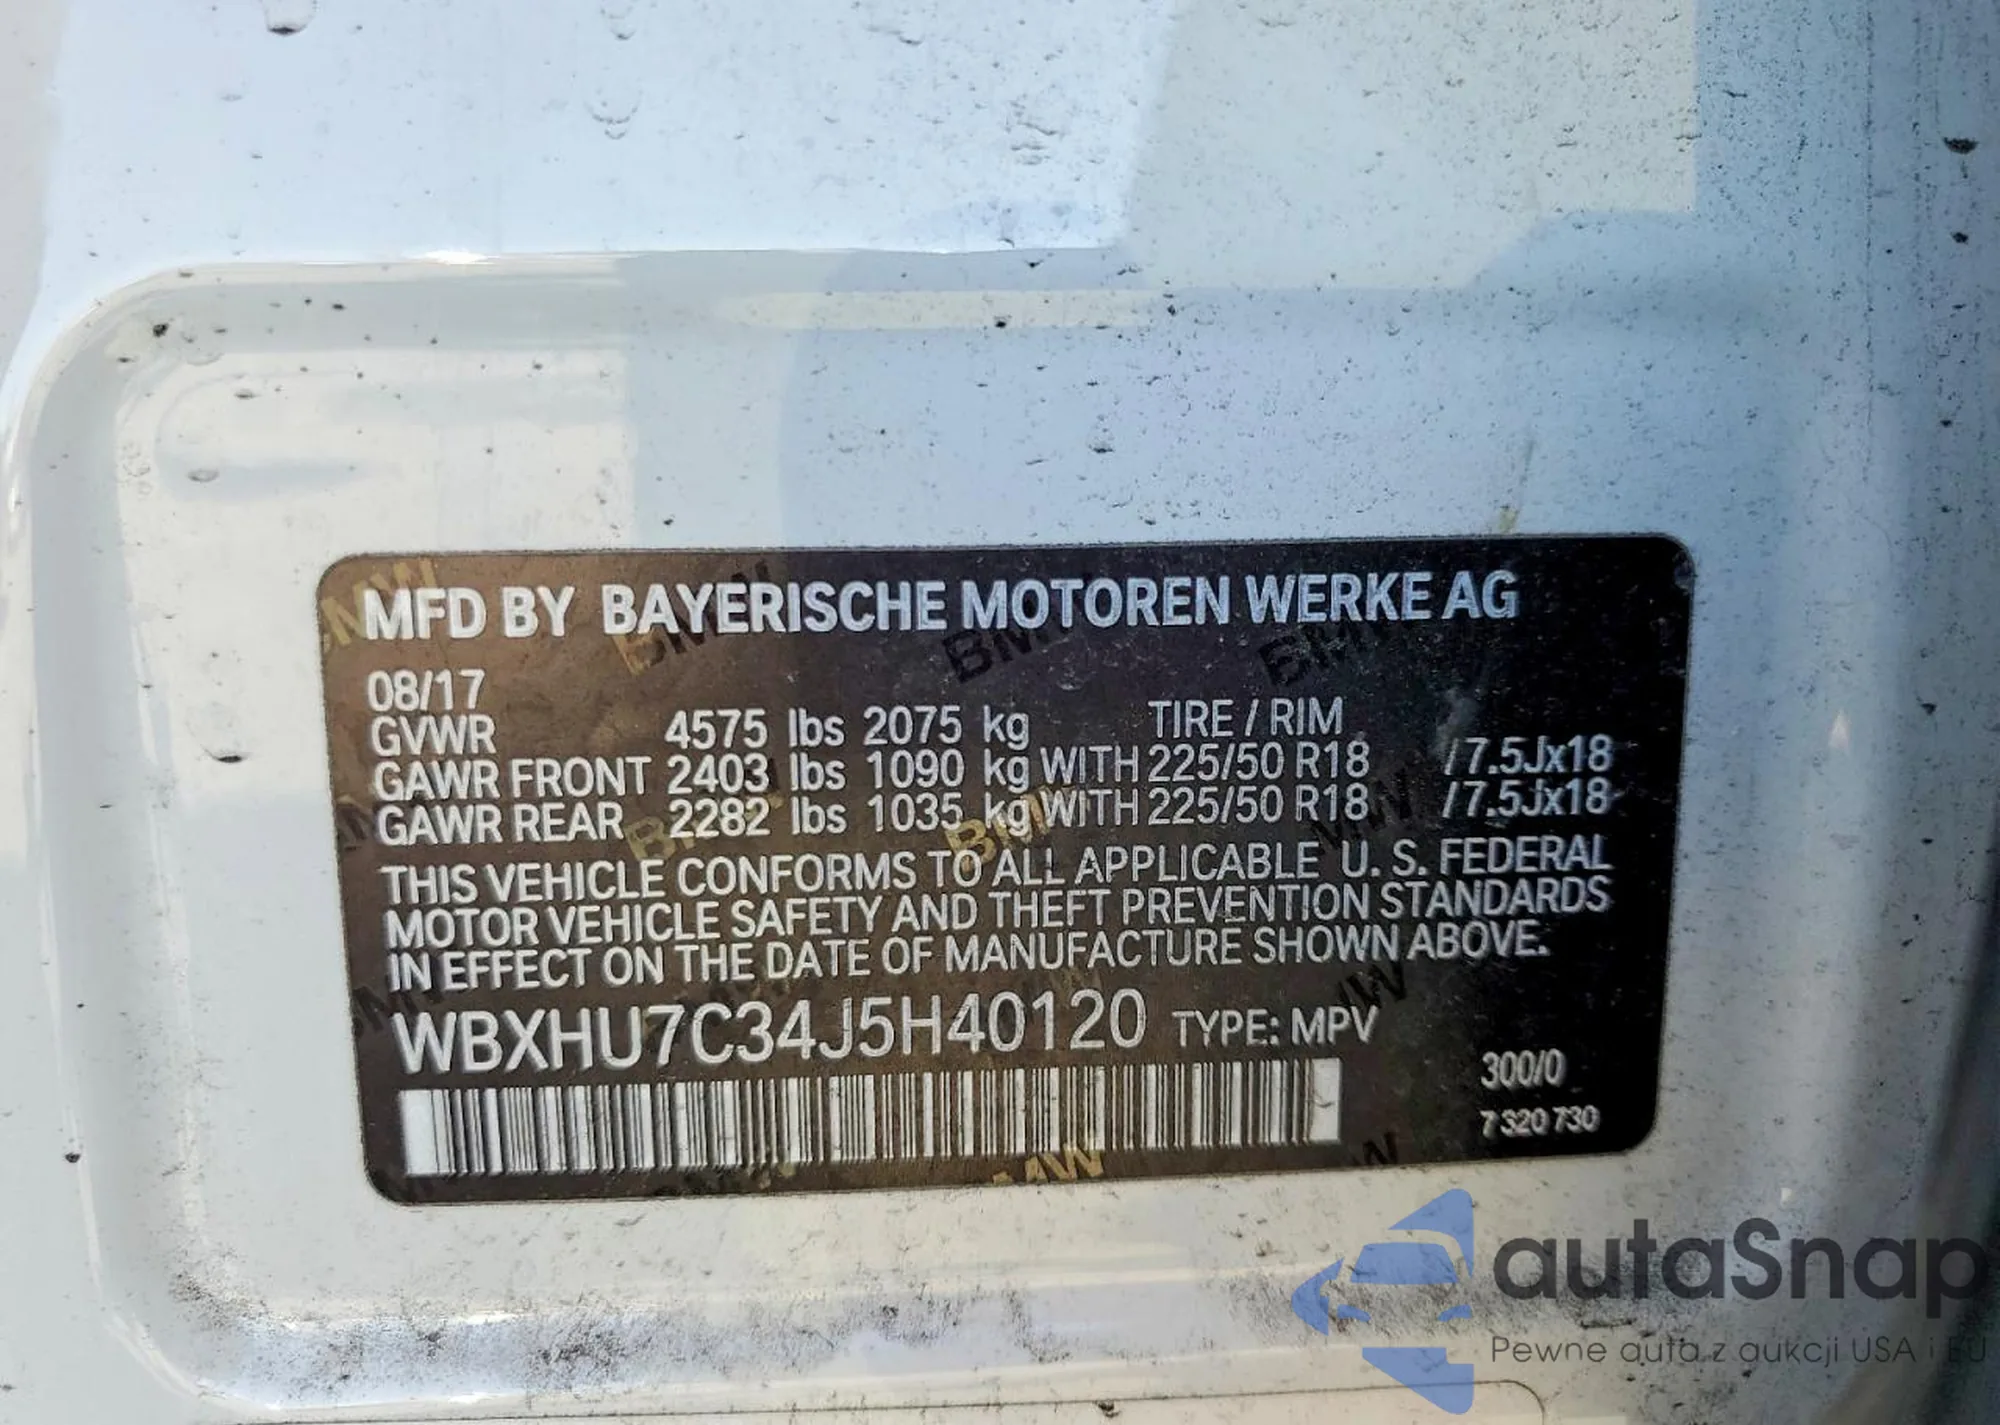 MFD BY BAYERISCHE MOTOREN WERKE AG
08/17
GVWR 4575 lbs 2075 kg TIRE / RIM
GAWR FRONT 2403 lbs 1090 kg WITH 225/50 R18 /7.5Jx18
GAWR REAR 2282 lbs 1035 kg WITH 225/50 R18 /7.5Jx18
THIS VEHICLE CONFORMS TO ALL APPLICABLE U. S. FEDERAL
MOTOR VEHICLE SAFETY AND THEFT PREVENTION STANDARDS
IN EFFECT ON THE DATE OF MANUFACTURE SHOWN ABOVE.
WBXHU7C34J5H40120 TYPE: MPV
300/0
7 320 730
autaSnap
Pewne auta z aukcji USA i EU